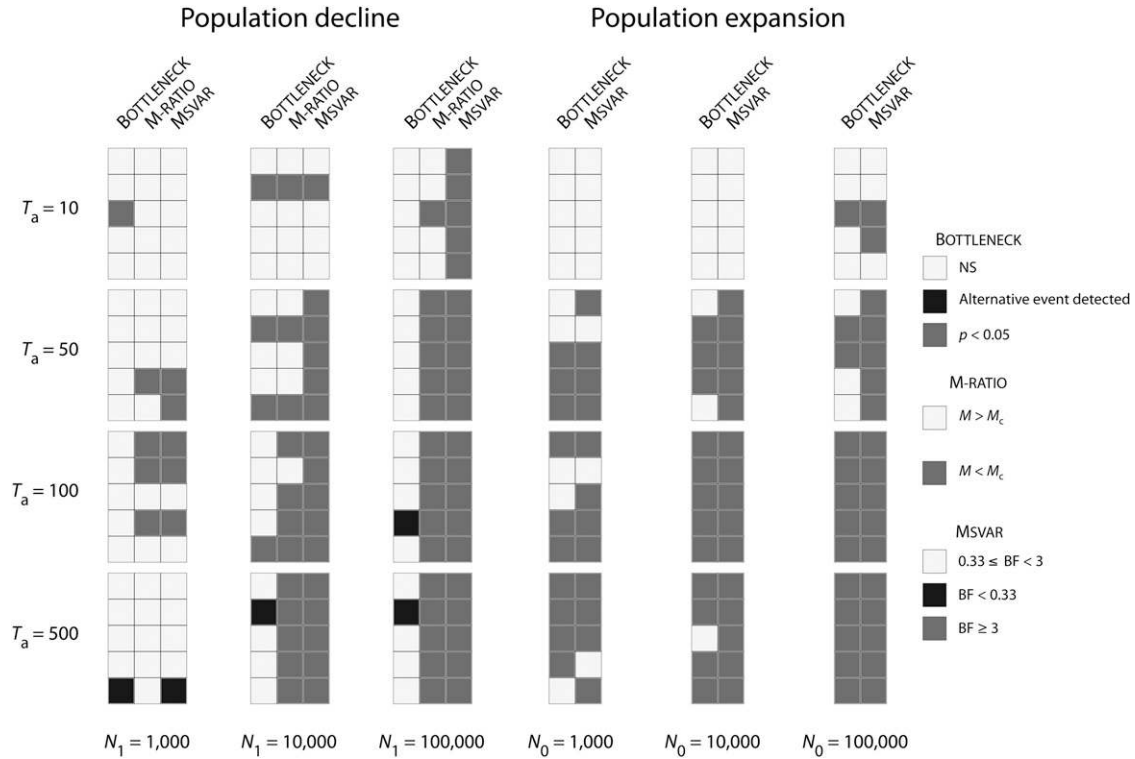 Population decline
Population expansion
BOTTLENECK
M-RATIO
MSVAR
BOTTLENECK
M-RATIO
MSVAR
BOTTLENECK
M-RATIO
MSVAR
BOTTLENECK
MSVAR
BOTTLENECK
MSVAR
BOTTLENECK
MSVAR
Ta = 10
Ta = 50
Ta = 100
Ta = 500
N1 = 1,000
N1 = 10,000
N1 = 100,000
N0 = 1,000
N0 = 10,000
N0 = 100,000
BOTTLENECK
NS
Alternative event detected
p < 0.05
M-RATIO
M > Mc
M < Mc
MSVAR
0.33 ≤ BF < 3
BF < 0.33
BF ≥ 3